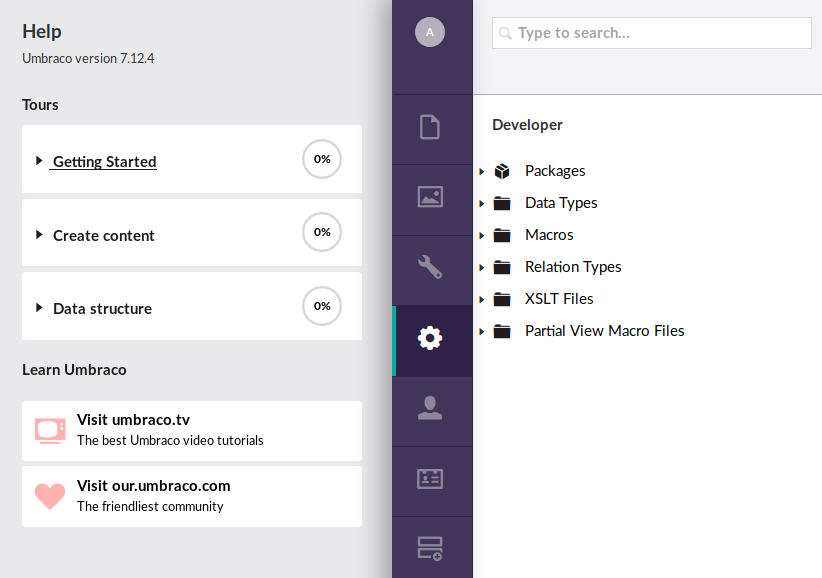 Help
Umbraco version 7.12.4
Tours
Getting Started
0%
Create content
0%
Data structure
0%
Learn Umbraco
Visit umbraco.tv
The best Umbraco video tutorials
Visit our.umbraco.com
The friendliest community
A
Type to search...
Developer
Packages
Data Types
Macros
Relation Types
XSLT Files
Partial View Macro Files